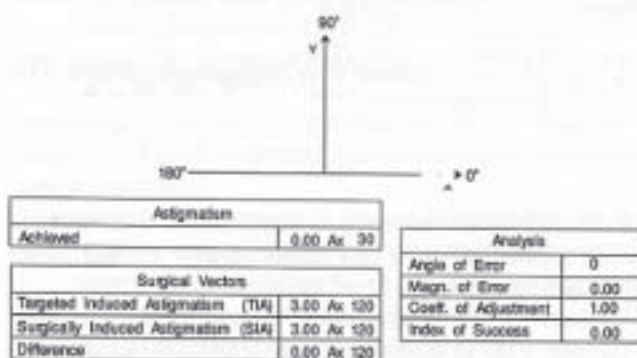 90°
Y
180°
0°
Astigmatism
Achieved 0.00 Ax 30
Surgical Vectors
Targeted Induced Astigmatism (TIA) 3.00 Ax 120
Surgically Induced Astigmatism (SIA) 3.00 Ax 120
Difference 0.00 Ax 120
Analysis
Angle of Error 0
Magn. of Error 0.00
Coeff. of Adjustment 1.00
Index of Success 0.00